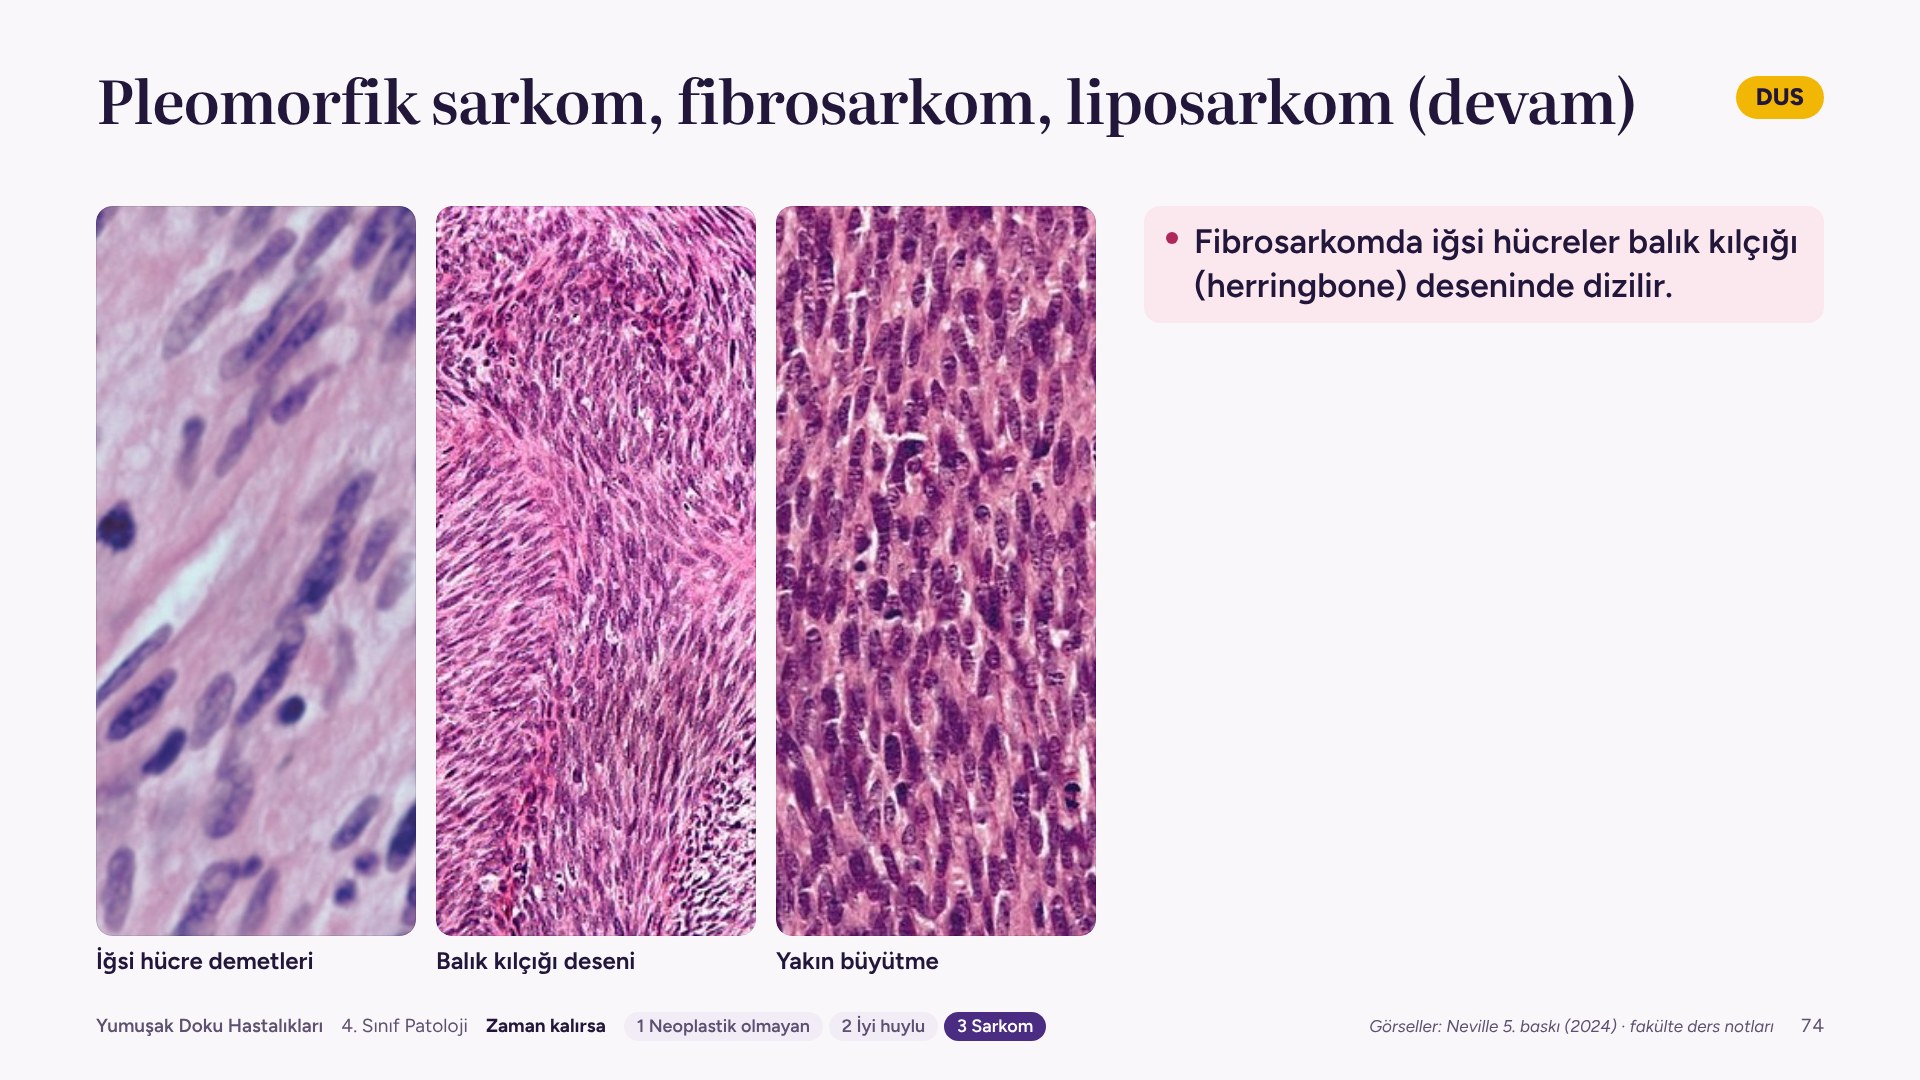 Pleomorfik sarkom, fibrosarkom, liposarkom (devam)
DUS
• Fibrosarkomda iğsi hücreler balık kılçığı
(herringbone) deseninde dizilir.
İğsi hücre demetleri
Balık kılçığı deseni
Yakın büyütme
Yumuşak Doku Hastalıkları 4. Sınıf Patoloji Zaman kalırsa 1 Neoplastik olmayan 2 İyi huylu 3 Sarkom
Görseller: Neville 5. baskı (2024) · fakülte ders notları 74